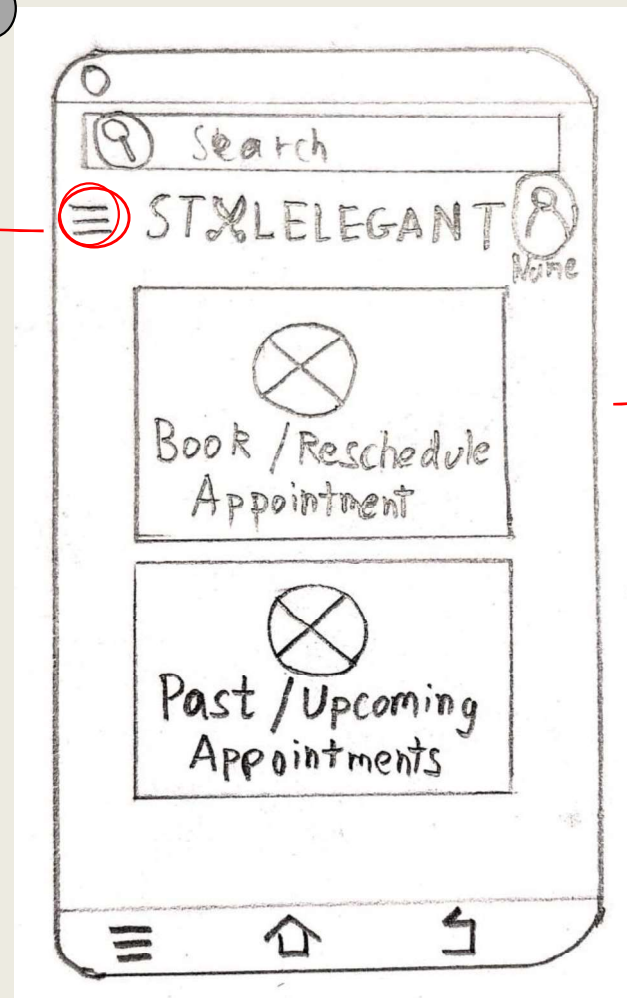 Search
STYLELEGANT
Name
Book / Reschedule
Appointment
Past / Upcoming
Appointments